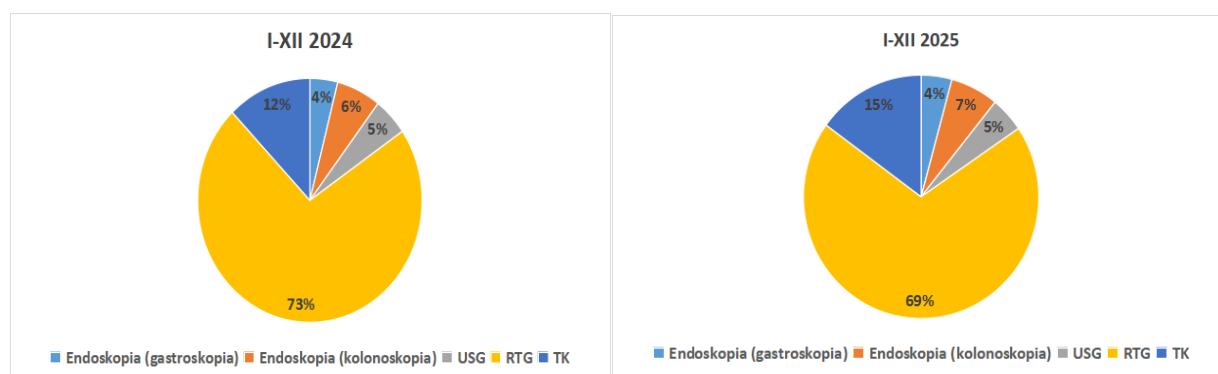 I-XII 2024
4%
6%
5%
73%
12%
Endoskopia (gastroskopia) Endoskopia (kolonoskopia) USG RTG TK
I-XII 2025
4%
7%
5%
69%
15%
Endoskopia (gastroskopia) Endoskopia (kolonoskopia) USG RTG TK